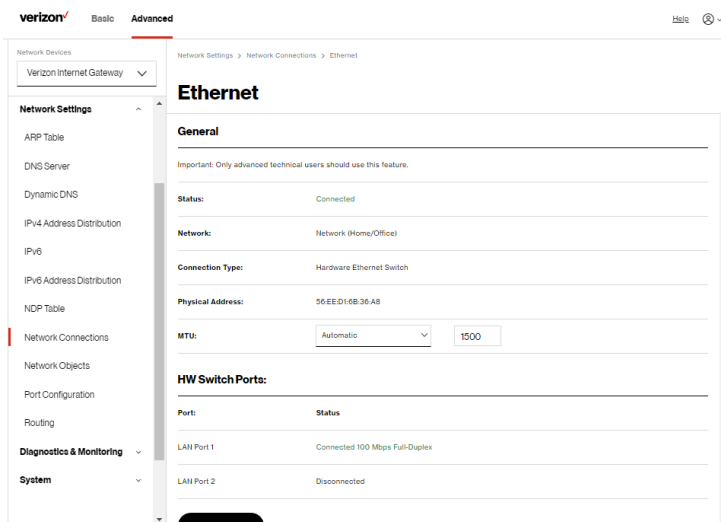 verizon Basic Advanced Help
Network Devices
Verizon Internet Gateway
Network Settings
ARP Table
DNS Server
Dynamic DNS
IPv4 Address Distribution
IPv6
IPv6 Address Distribution
NDP Table
Network Connections
Network Objects
Port Configuration
Routing
Diagnostics & Monitoring
System
Network Settings > Network Connections > Ethernet
Ethernet
General
Important: Only advanced technical users should use this feature.
Status: Connected
Network: Network (Home/Office)
Connection Type: Hardware Ethernet Switch
Physical Address: 56:EE:D1:6B:36:A8
MTU: Automatic 1500
HW Switch Ports:
Port: Status
LAN Port 1 Connected 100 Mbps Full-Duplex
LAN Port 2 Disconnected